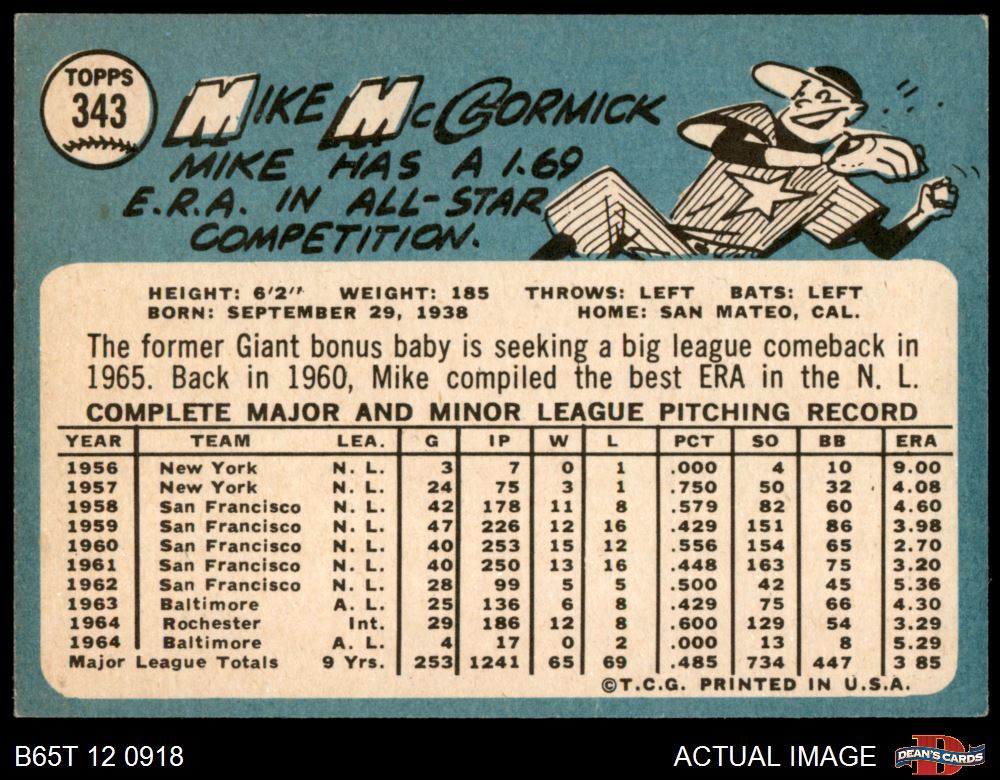 TOPPS
343
MIKE McCORMICK
MIKE HAS A 1.69
E.R.A. IN ALL-STAR
COMPETITION.
HEIGHT: 6'2" WEIGHT: 185 THROWS: LEFT BATS: LEFT
BORN: SEPTEMBER 29, 1938 HOME: SAN MATEO, CAL.
The former Giant bonus baby is seeking a big league comeback in
1965. Back in 1960, Mike compiled the best ERA in the N. L.
COMPLETE MAJOR AND MINOR LEAGUE PITCHING RECORD
YEAR TEAM LEA. G IP W L PCT SO BB ERA
1956 New York N. L. 3 7 0 1 .000 4 10 9.00
1957 New York N. L. 24 75 3 1 .750 50 32 4.08
1958 San Francisco N. L. 42 178 11 8 .579 82 60 4.60
1959 San Francisco N. L. 47 226 12 16 .429 151 86 3.98
1960 San Francisco N. L. 40 253 15 12 .556 154 65 2.70
1961 San Francisco N. L. 40 250 13 16 .448 163 75 3.20
1962 San Francisco N. L. 28 99 5 5 .500 42 45 5.36
1963 Baltimore A. L. 25 136 6 8 .429 75 66 4.30
1964 Rochester Int. 29 186 12 8 .600 129 54 3.29
1964 Baltimore A. L. 4 17 0 2 .000 13 8 5.29
Major League Totals 9 Yrs. 253 1241 65 69 .485 734 447 3 85
©T.C.G. PRINTED IN U.S.A.
B65T 12 0918 ACTUAL IMAGE DEAN'S CARDS